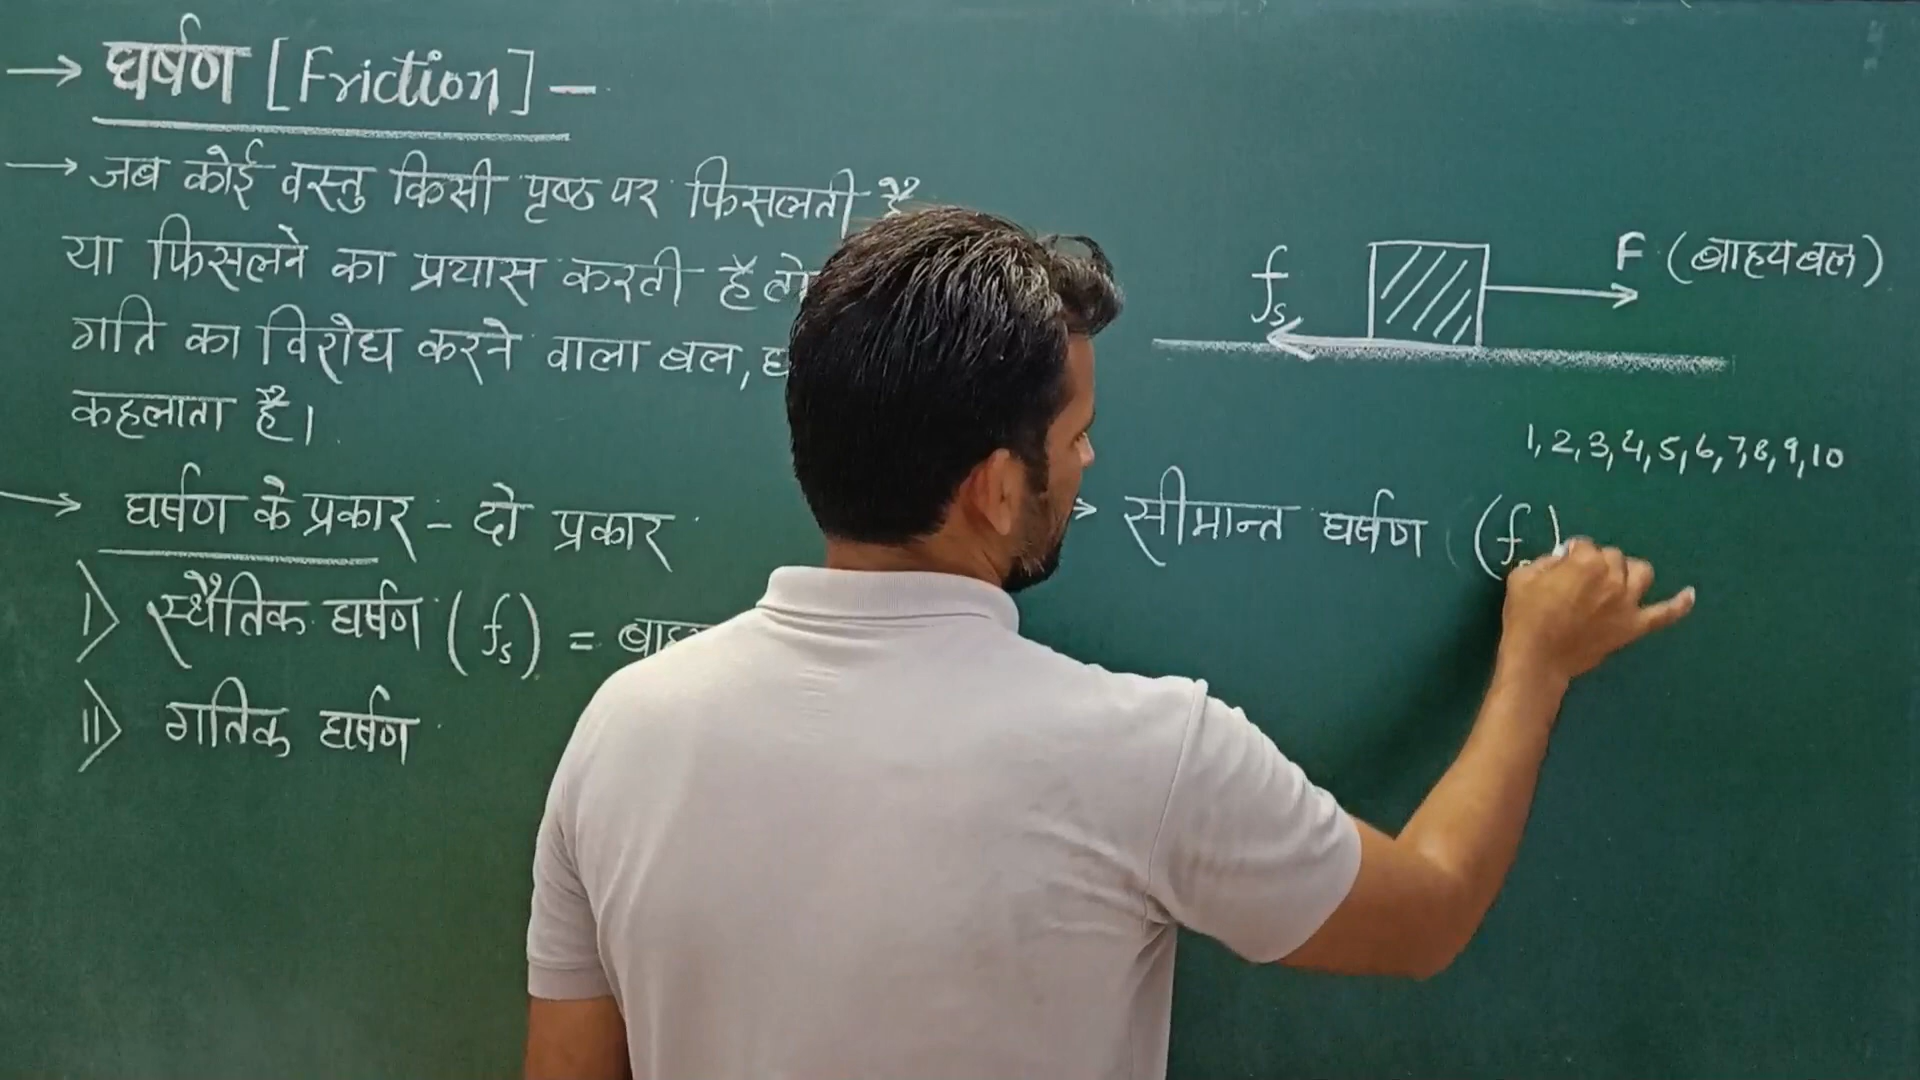 → घर्षण [Friction] -
→ जब कोई वस्तु किसी पृष्ठ पर फिसलती है
या फिसलने का प्रयास करती है तो
गति का विरोध करने वाला बल,
कहलाता है।
→ घर्षण के प्रकार - दो प्रकार
I) स्थैतिक घर्षण (fs) =
II) गतिक घर्षण
fs
F (बाह्य बल)
1, 2, 3, 4, 5, 6, 7, 8, 9, 10
→ सीमान्त घर्षण (f